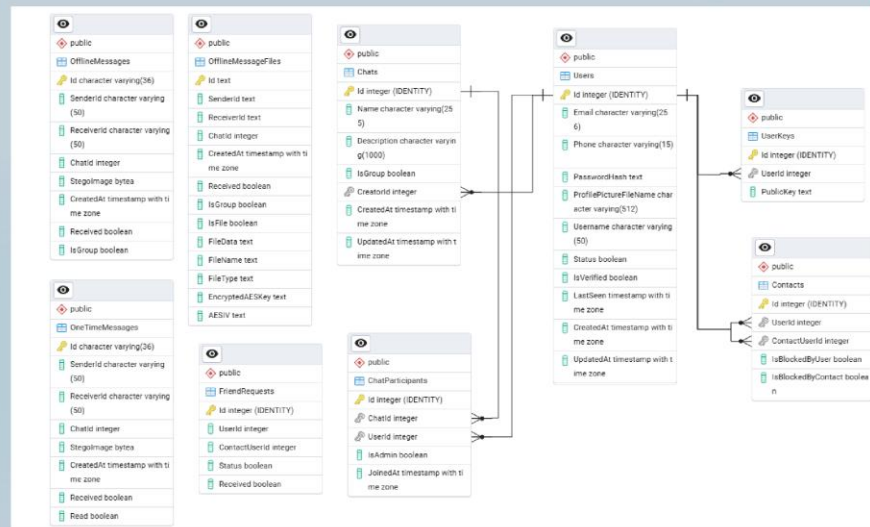 public
OfflineMessages
Id character varying(36)
SenderId character varying
(50)
ReceiverId character varying
(50)
ChatId integer
StegoImage bytea
CreatedAt timestamp with ti
me zone
Received boolean
IsGroup boolean
public
OfflineMessageFiles
Id text
SenderId text
ReceiverId text
ChatId integer
CreatedAt timestamp with ti
me zone
Received boolean
IsGroup boolean
IsFile boolean
FileData text
FileName text
FileType text
EncryptedAESKey text
AESIV text
public
Chats
Id integer (IDENTITY)
Name character varying(25
5)
Description character varyin
g(1000)
IsGroup boolean
CreatorId integer
CreatedAt timestamp with ti
me zone
UpdatedAt timestamp with t
ime zone
public
Users
Id integer (IDENTITY)
Email character varying(25
6)
Phone character varying(15)
PasswordHash text
ProfilePictureFileName char
acter varying(512)
Username character varying
(50)
Status boolean
IsVerified boolean
LastSeen timestamp with ti
me zone
CreatedAt timestamp with ti
me zone
UpdatedAt timestamp with t
ime zone
public
UserKeys
Id integer (IDENTITY)
UserId integer
PublicKey text
public
Contacts
Id integer (IDENTITY)
UserId integer
ContactUserId integer
IsBlockedByUser boolean
IsBlockedByContact boolea
n
public
OneTimeMessages
Id character varying(36)
SenderId character varying
(50)
ReceiverId character varying
(50)
ChatId integer
StegoImage bytea
CreatedAt timestamp with ti
me zone
Received boolean
Read boolean
public
FriendRequests
Id integer (IDENTITY)
UserId integer
ContactUserId integer
Status boolean
Received boolean
public
ChatParticipants
Id integer (IDENTITY)
ChatId integer
UserId integer
IsAdmin boolean
JoinedAt timestamp with ti
me zone